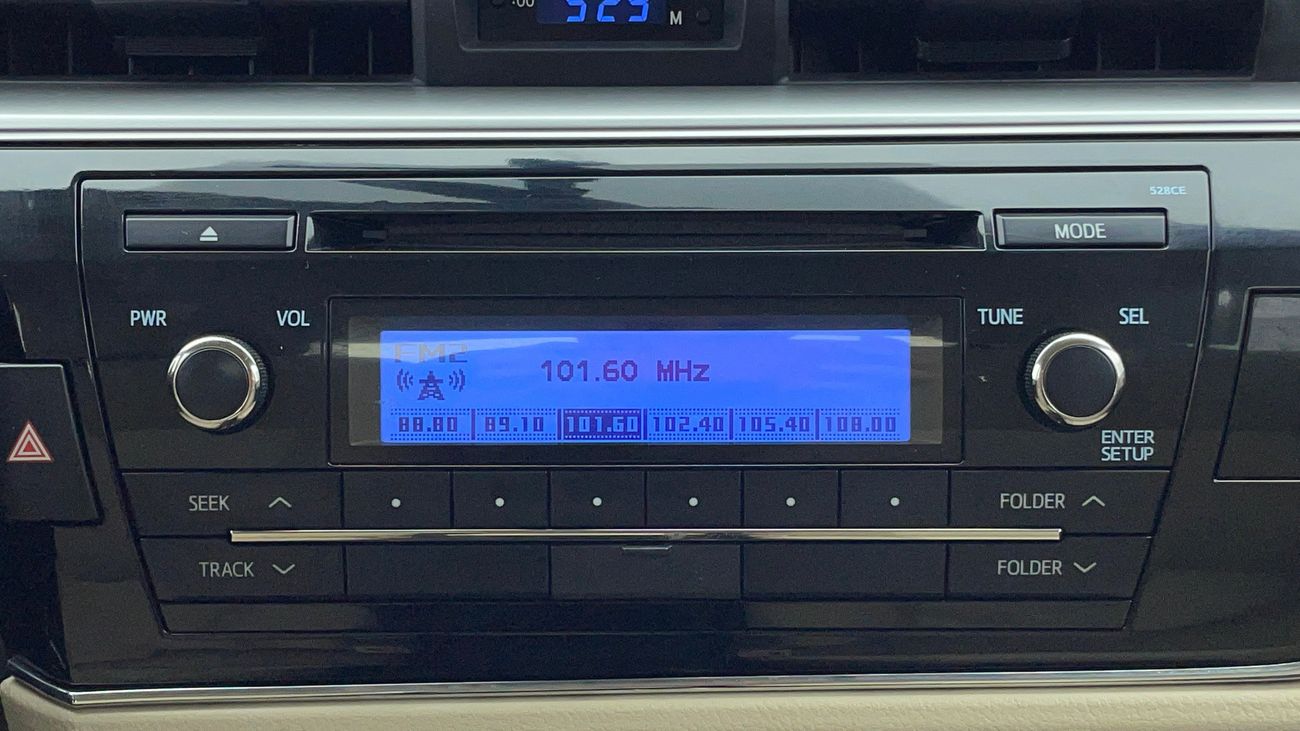 :00
M
528CE
MODE
PWR
VOL
TUNE
SEL
FM2
101.60 MHz
88.80 89.10 101.60 102.40 105.40 108.00
ENTER
SETUP
SEEK
FOLDER
TRACK
FOLDER